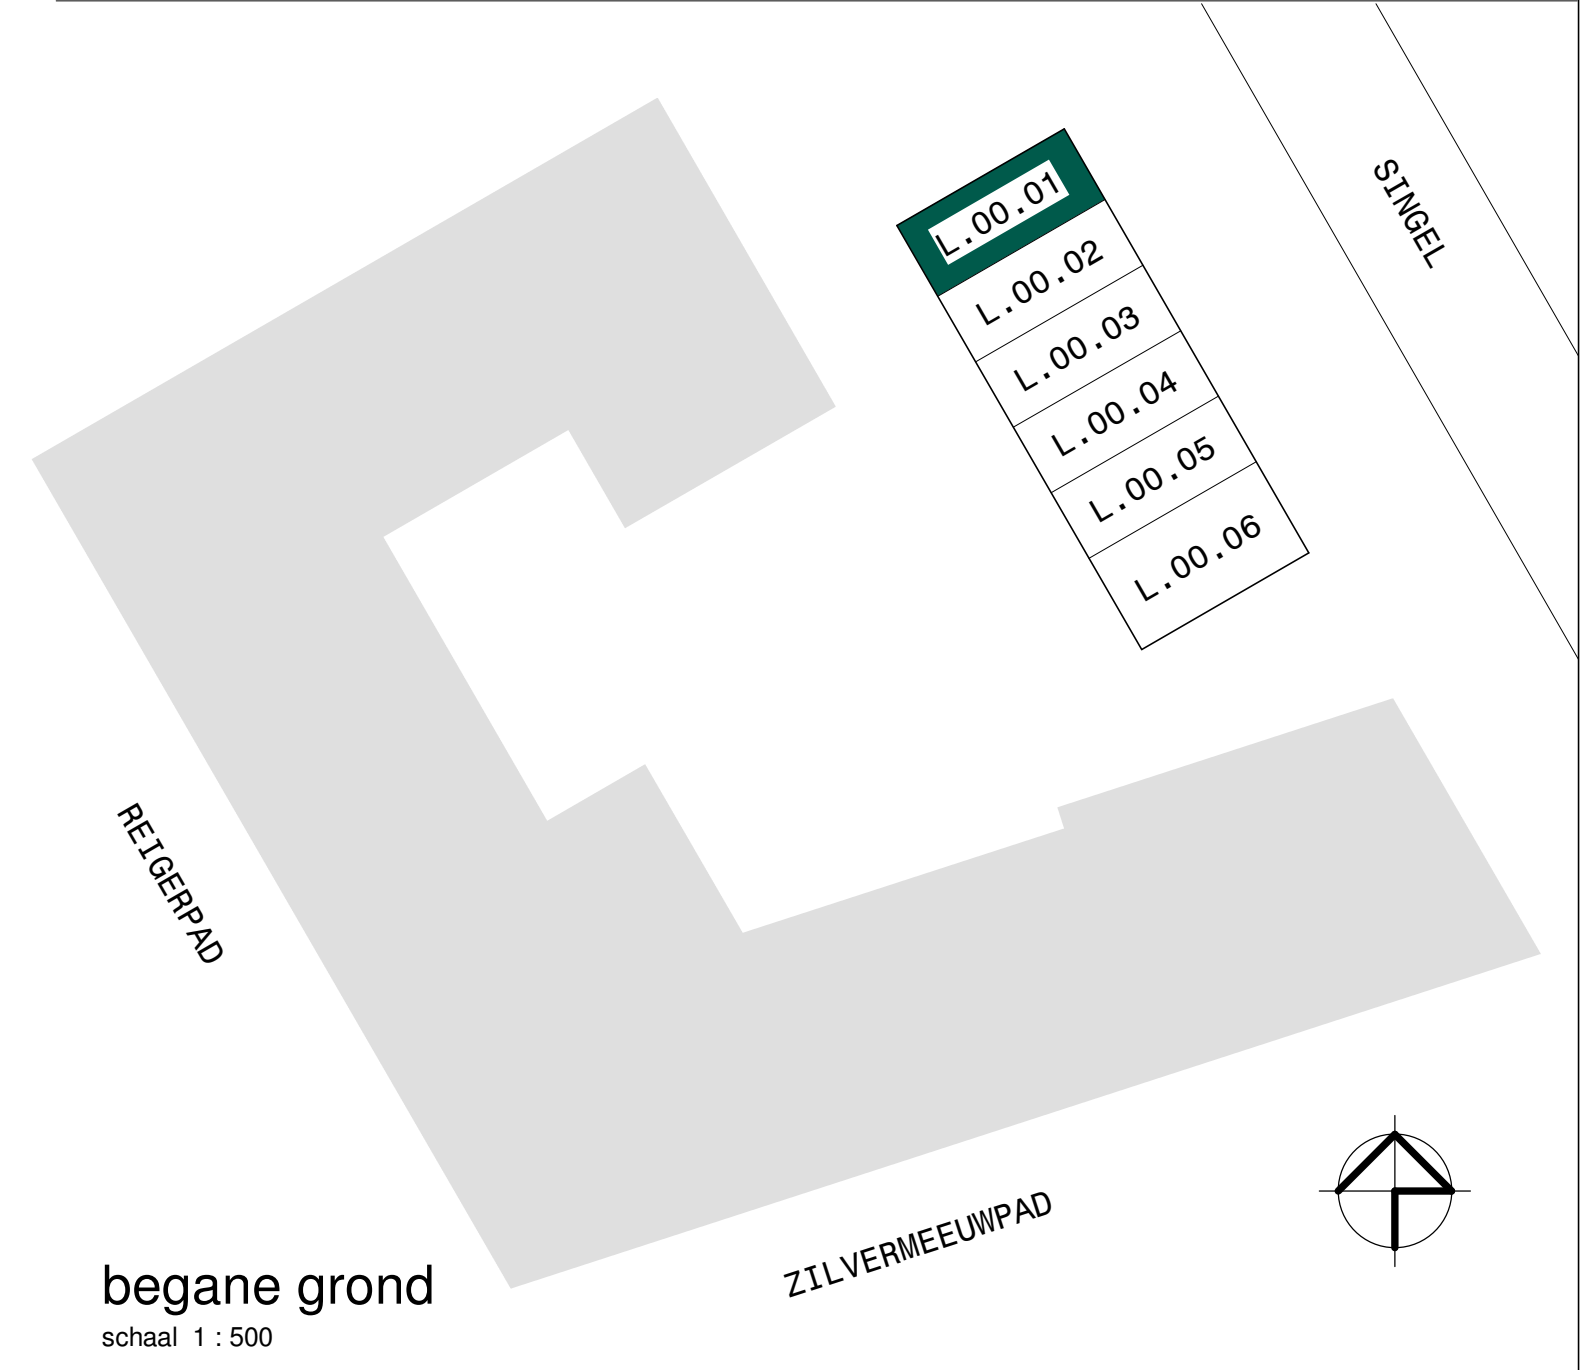 SINGEL
L.00.01
L.00.02
L.00.03
L.00.04
L.00.05
L.00.06
REIGERPAD
ZILVERMEEUWPAD
begane grond
schaal 1 : 500